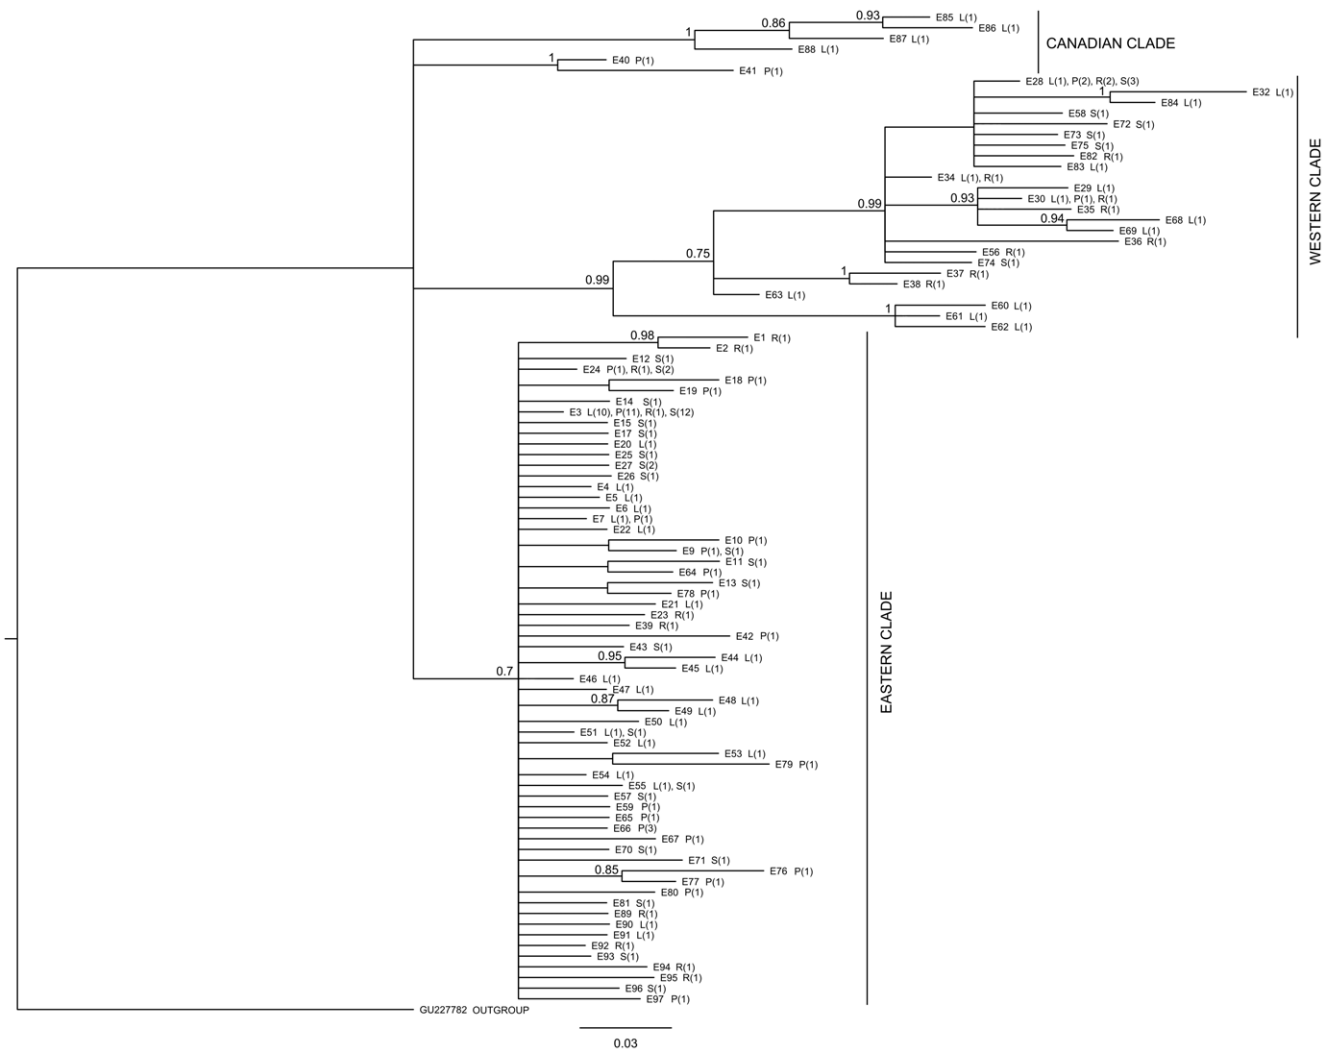 0.93
E85 L(1)
0.86
E86 L(1)
1
E87 L(1)
CANADIAN CLADE
E88 L(1)
1
E40 P(1)
E41 P(1)
E28 L(1), P(2), R(2), S(3)
1
E32 L(1)
E84 L(1)
E58 S(1)
E72 S(1)
E73 S(1)
E75 S(1)
E82 R(1)
E83 L(1)
WESTERN CLADE
E34 L(1), R(1)
E29 L(1)
0.93
E30 L(1), P(1), R(1)
0.99
E35 R(1)
0.94
E68 L(1)
E69 L(1)
E36 R(1)
0.75
E56 R(1)
E74 S(1)
1
E37 R(1)
0.99
E38 R(1)
E63 L(1)
1
E60 L(1)
E61 L(1)
E62 L(1)
0.98
E1 R(1)
E2 R(1)
E12 S(1)
E24 P(1), R(1), S(2)
E18 P(1)
E19 P(1)
E14 S(1)
E3 L(10), P(11), R(1), S(12)
E15 S(1)
E17 S(1)
E20 L(1)
E25 S(1)
E27 S(2)
E26 S(1)
E4 L(1)
E5 L(1)
E6 L(1)
E7 L(1), P(1)
E22 L(1)
E10 P(1)
E9 P(1), S(1)
E11 S(1)
E64 P(1)
E13 S(1)
E78 P(1)
E21 L(1)
E23 R(1)
E39 R(1)
E42 P(1)
EASTERN CLADE
E43 S(1)
0.95
E44 L(1)
E45 L(1)
0.7
E46 L(1)
E47 L(1)
0.87
E48 L(1)
E49 L(1)
E50 L(1)
E51 L(1), S(1)
E52 L(1)
E53 L(1)
E79 P(1)
E54 L(1)
E55 L(1), S(1)
E57 S(1)
E59 P(1)
E65 P(1)
E66 P(3)
E67 P(1)
E70 S(1)
E71 S(1)
0.85
E76 P(1)
E77 P(1)
E80 P(1)
E81 S(1)
E89 R(1)
E90 L(1)
E91 L(1)
E92 R(1)
E93 S(1)
E94 R(1)
E95 R(1)
E96 S(1)
E97 P(1)
GU227782 OUTGROUP
0.03